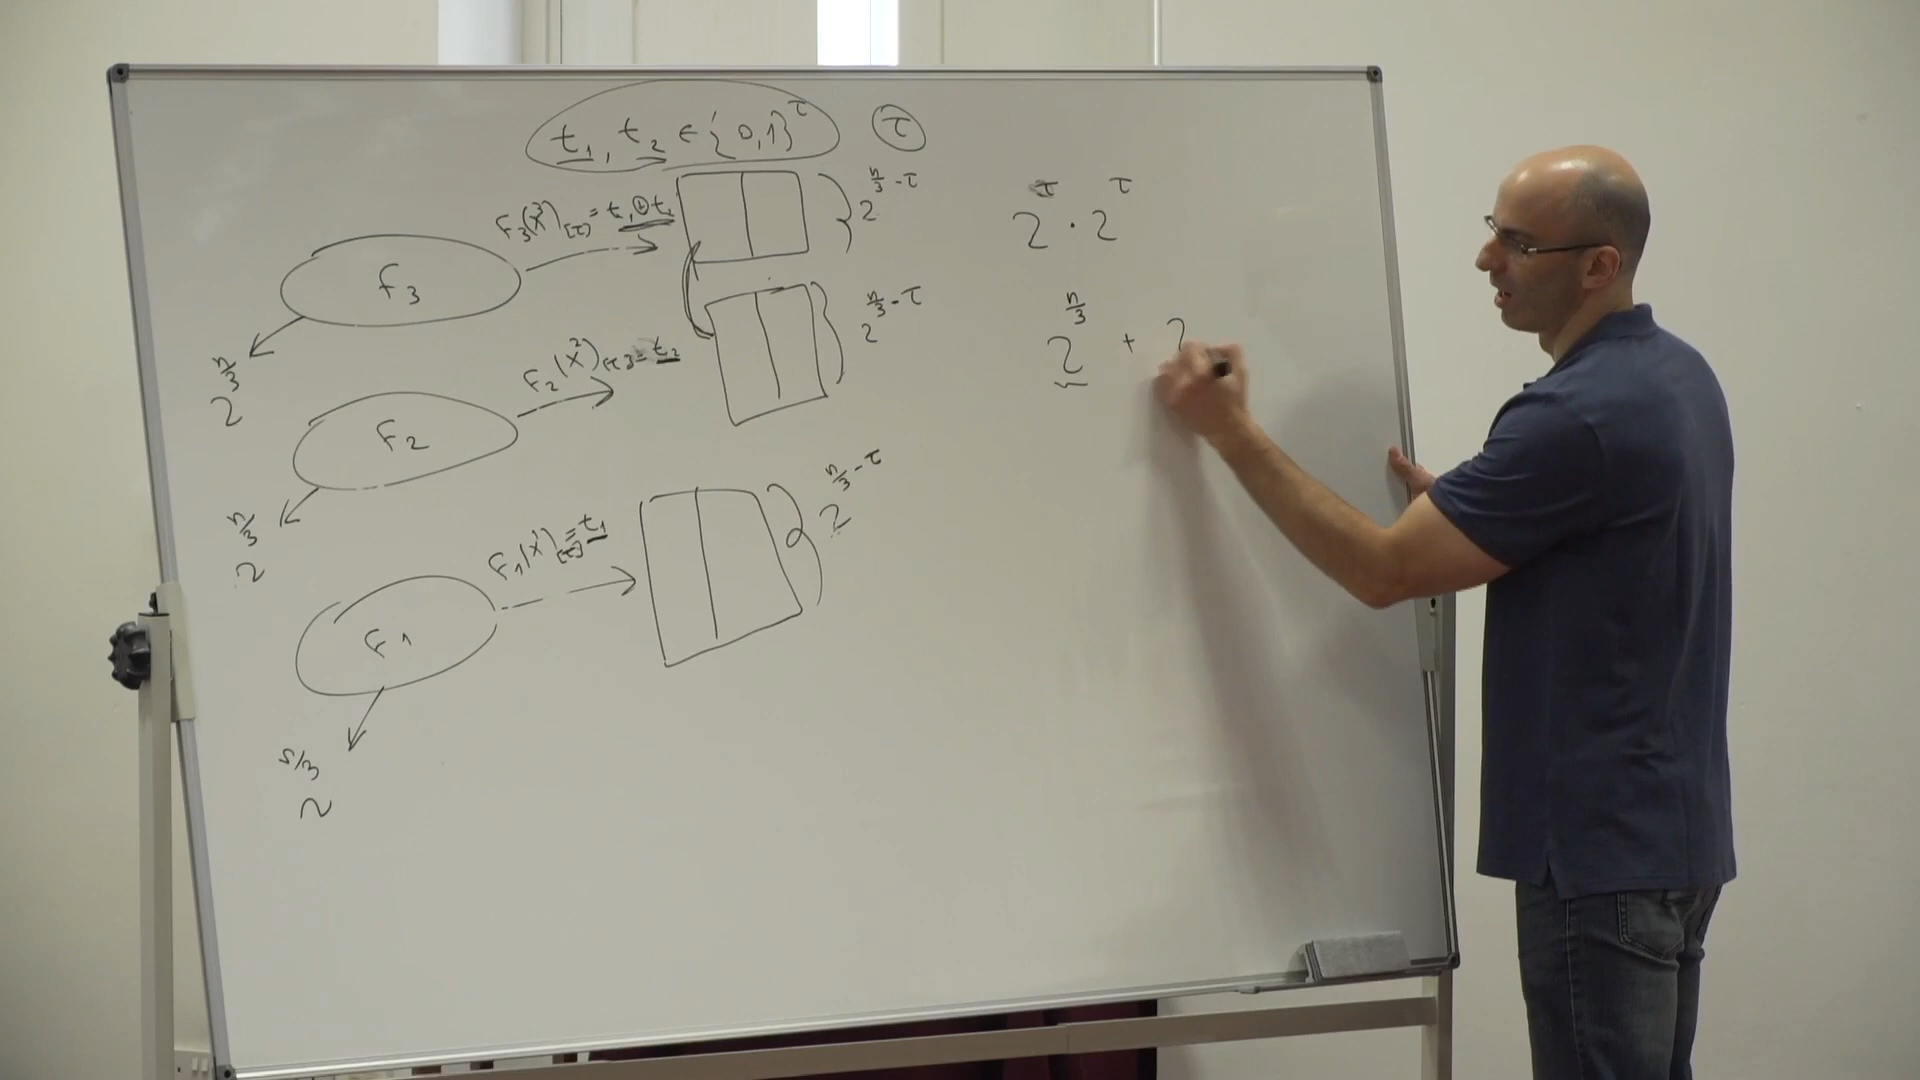 t₁, t₂ ∈ {0,1}^τ τ
F₃(x³)[τ] = t₁⊕t₂
2^(n/3 - τ)
F₃
2^(n/3)
F₂(x²)[τ] = t₂
2^(n/3 - τ)
F₂
2^(n/3)
F₁(x¹)[τ] = t₁
2^(n/3 - τ)
F₁
2^(n/3)
2^τ · 2^τ
2^(n/3) + 2